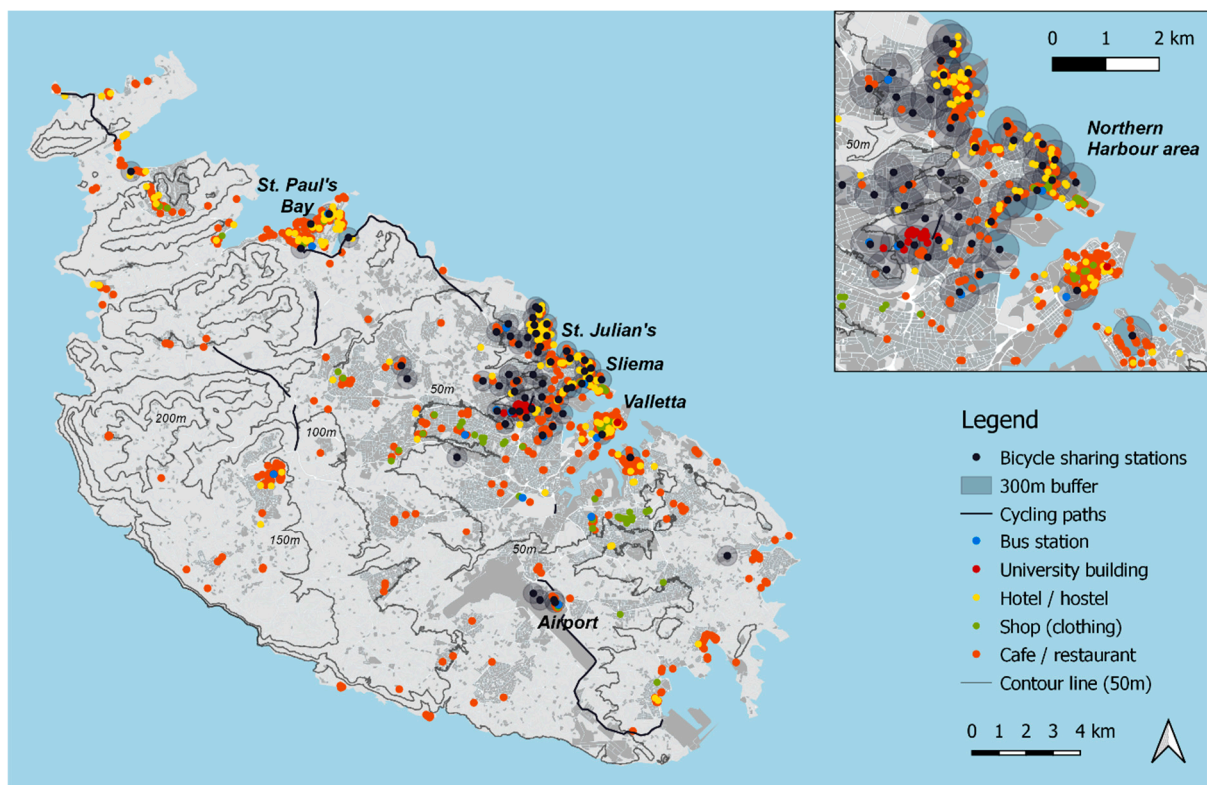 0 1 2 km
Northern
Harbour area
50m
St. Paul's
Bay
St. Julian's
Sliema
50m
Valletta
200m
100m
150m
50m
Airport
Legend
Bicycle sharing stations
300m buffer
Cycling paths
Bus station
University building
Hotel / hostel
Shop (clothing)
Cafe / restaurant
Contour line (50m)
0 1 2 3 4 km